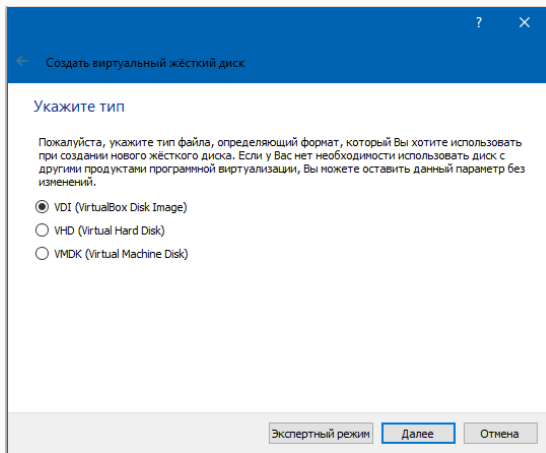 ?
Создать виртуальный жёсткий диск
Укажите тип
Пожалуйста, укажите тип файла, определяющий формат, который Вы хотите использовать
при создании нового жёсткого диска. Если у Вас нет необходимости использовать диск с
другими продуктами программной виртуализации, Вы можете оставить данный параметр без
изменений.
VDI (VirtualBox Disk Image)
VHD (Virtual Hard Disk)
VMDK (Virtual Machine Disk)
Экспертный режим Далее Отмена